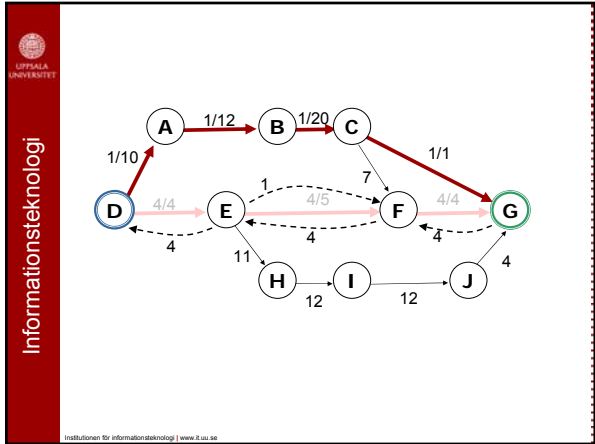 UPPSALA
UNIVERSITET
Informationsteknologi
A 1/12 B 1/20 C
1/10 1/1
1 7
D 4/4 E 4/5 F 4/4 G
4 4 4
11 4
H 12 I 12 J
Institutionen för informationsteknologi | www.it.uu.se